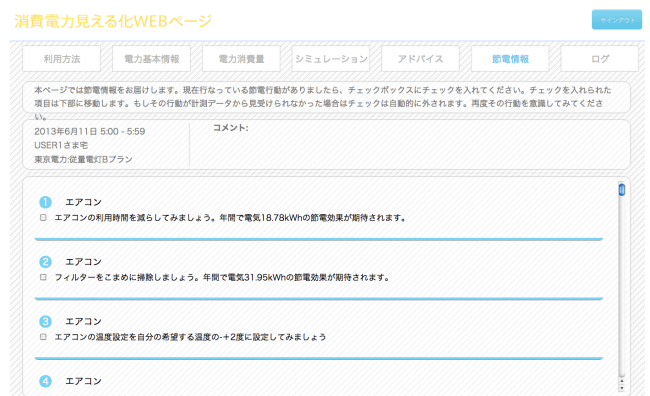 消費電力見える化WEBページ
サインアウト
利用方法
電力基本情報
電力消費量
シミュレーション
アドバイス
節電情報
ログ
本ページでは節電情報をお届けします。現在行なっている節電行動がありましたら、チェックボックスにチェックを入れてください。チェックを入れられた
項目は下部に移動します。もしその行動が計測データから見受けられなかった場合はチェックは自動的に外されます。再度その行動を意識してみてくださ
い。
2013年6月11日 5:00 - 5:59
USER1さま宅
東京電力:従量電灯Bプラン
コメント:
1 エアコン
エアコンの利用時間を減らしてみましょう。年間で電気18.78kWhの節電効果が期待されます。
2 エアコン
フィルターをこまめに掃除しましょう。年間で電気31.95kWhの節電効果が期待されます。
3 エアコン
エアコンの温度設定を自分の希望する温度の-+2度に設定してみましょう
4 エアコン